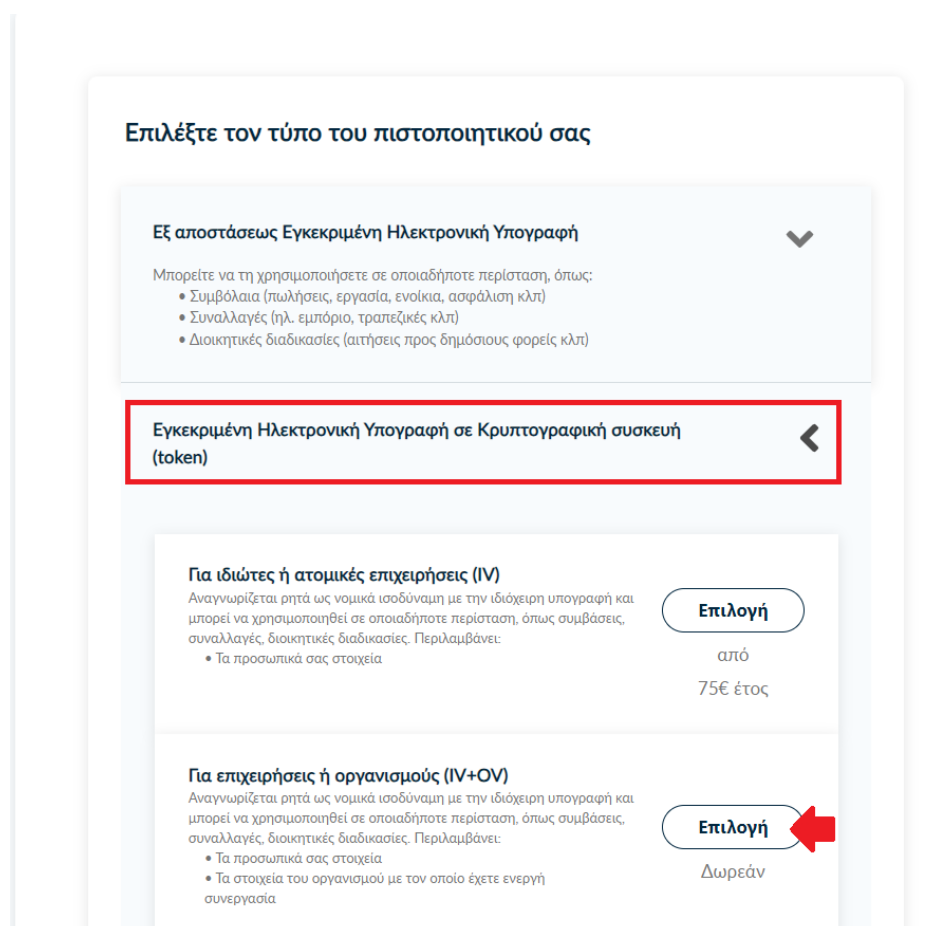 Επιλέξτε τον τύπο του πιστοποιητικού σας
Εξ αποστάσεως Εγκεκριμένη Ηλεκτρονική Υπογραφή
Μπορείτε να τη χρησιμοποιήσετε σε οποιαδήποτε περίσταση, όπως:
• Συμβόλαια (πωλήσεις, εργασία, ενοίκια, ασφάλιση κλπ)
• Συναλλαγές (ηλ. εμπόριο, τραπεζικές κλπ)
• Διοικητικές διαδικασίες (αιτήσεις προς δημόσιους φορείς κλπ)
Εγκεκριμένη Ηλεκτρονική Υπογραφή σε Κρυπτογραφική συσκευή
(token)
Για ιδιώτες ή ατομικές επιχειρήσεις (IV)
Αναγνωρίζεται ρητά ως νομικά ισοδύναμη με την ιδιόχειρη υπογραφή και
μπορεί να χρησιμοποιηθεί σε οποιαδήποτε περίσταση, όπως συμβάσεις,
συναλλαγές, διοικητικές διαδικασίες. Περιλαμβάνει:
• Τα προσωπικά σας στοιχεία
Επιλογή
από
75€ έτος
Για επιχειρήσεις ή οργανισμούς (IV+OV)
Αναγνωρίζεται ρητά ως νομικά ισοδύναμη με την ιδιόχειρη υπογραφή και
μπορεί να χρησιμοποιηθεί σε οποιαδήποτε περίσταση, όπως συμβάσεις,
συναλλαγές, διοικητικές διαδικασίες. Περιλαμβάνει:
• Τα προσωπικά σας στοιχεία
• Τα στοιχεία του οργανισμού με τον οποίο έχετε ενεργή
συνεργασία
Επιλογή
Δωρεάν